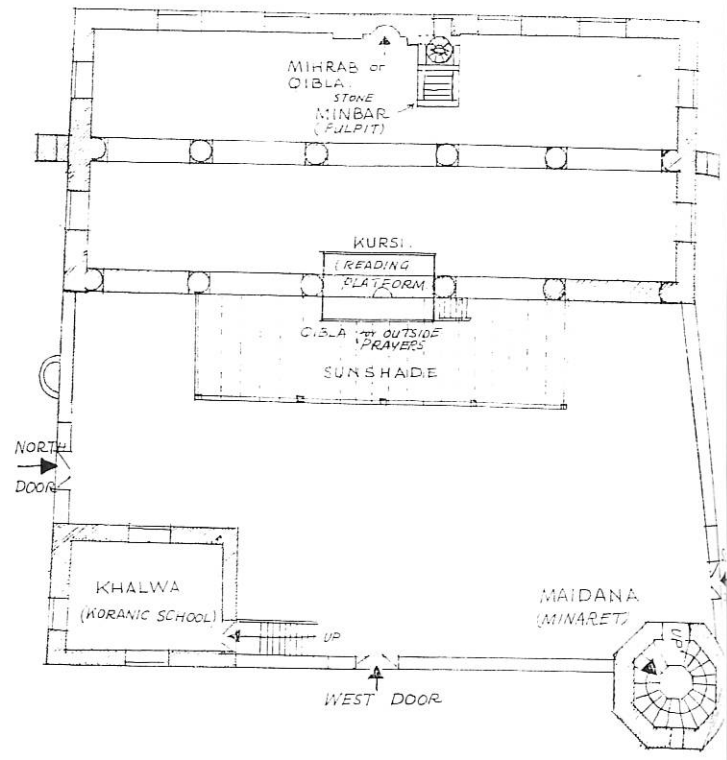 MIHRAB or
QIBLA.
STONE
MINBAR
(PULPIT)
KURSI.
(READING
PLATFORM
QIBLA for OUTSIDE
PRAYERS
SUNSHADE
NORTH
DOOR
KHALWA
(KORANIC SCHOOL)
UP
MAIDANA
(MINARET)
UP
WEST DOOR